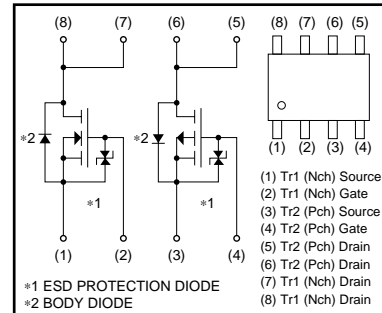 (8) (7) (6) (5)
(8) (7) (6) (5)
*2 *2
*1 *1
(1) (2) (3) (4)
(1) (2) (3) (4)
*1 ESD PROTECTION DIODE
*2 BODY DIODE
(1) Tr1 (Nch) Source
(2) Tr1 (Nch) Gate
(3) Tr2 (Pch) Source
(4) Tr2 (Pch) Gate
(5) Tr2 (Pch) Drain
(6) Tr2 (Pch) Drain
(7) Tr1 (Nch) Drain
(8) Tr1 (Nch) Drain